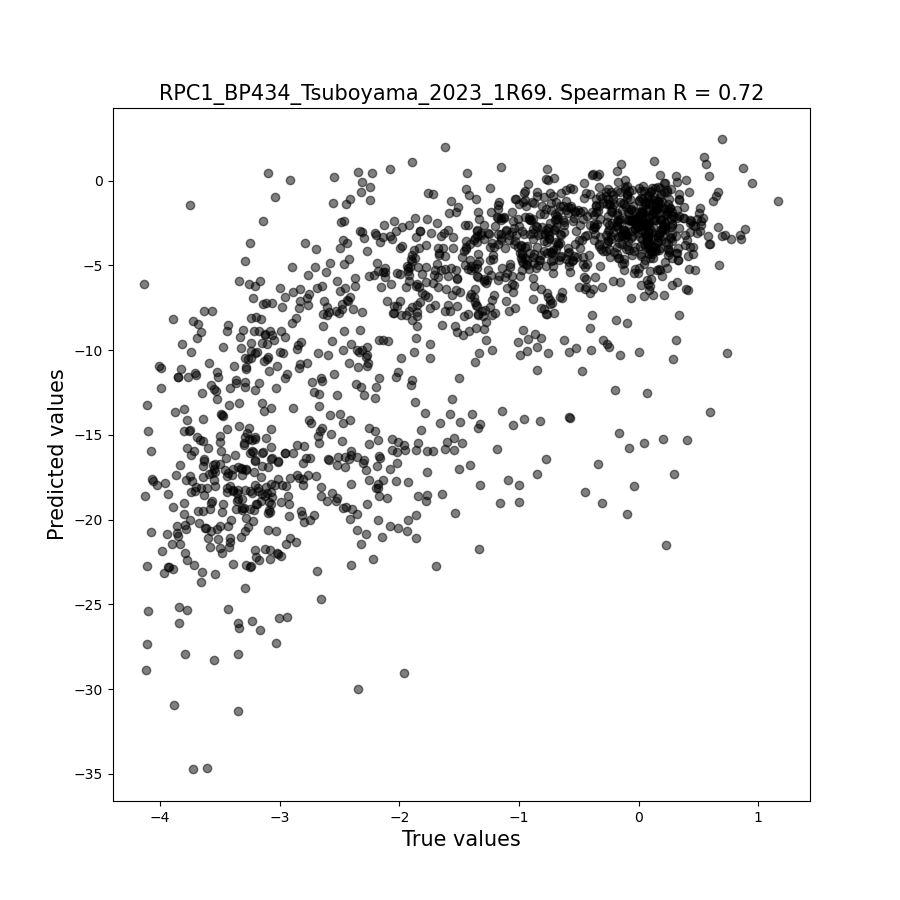 RPC1_BP434_Tsuboyama_2023_1R69. Spearman R = 0.72
0
−5
−10
−15
−20
−25
−30
−35
Predicted values
−4 −3 −2 −1 0 1
True values